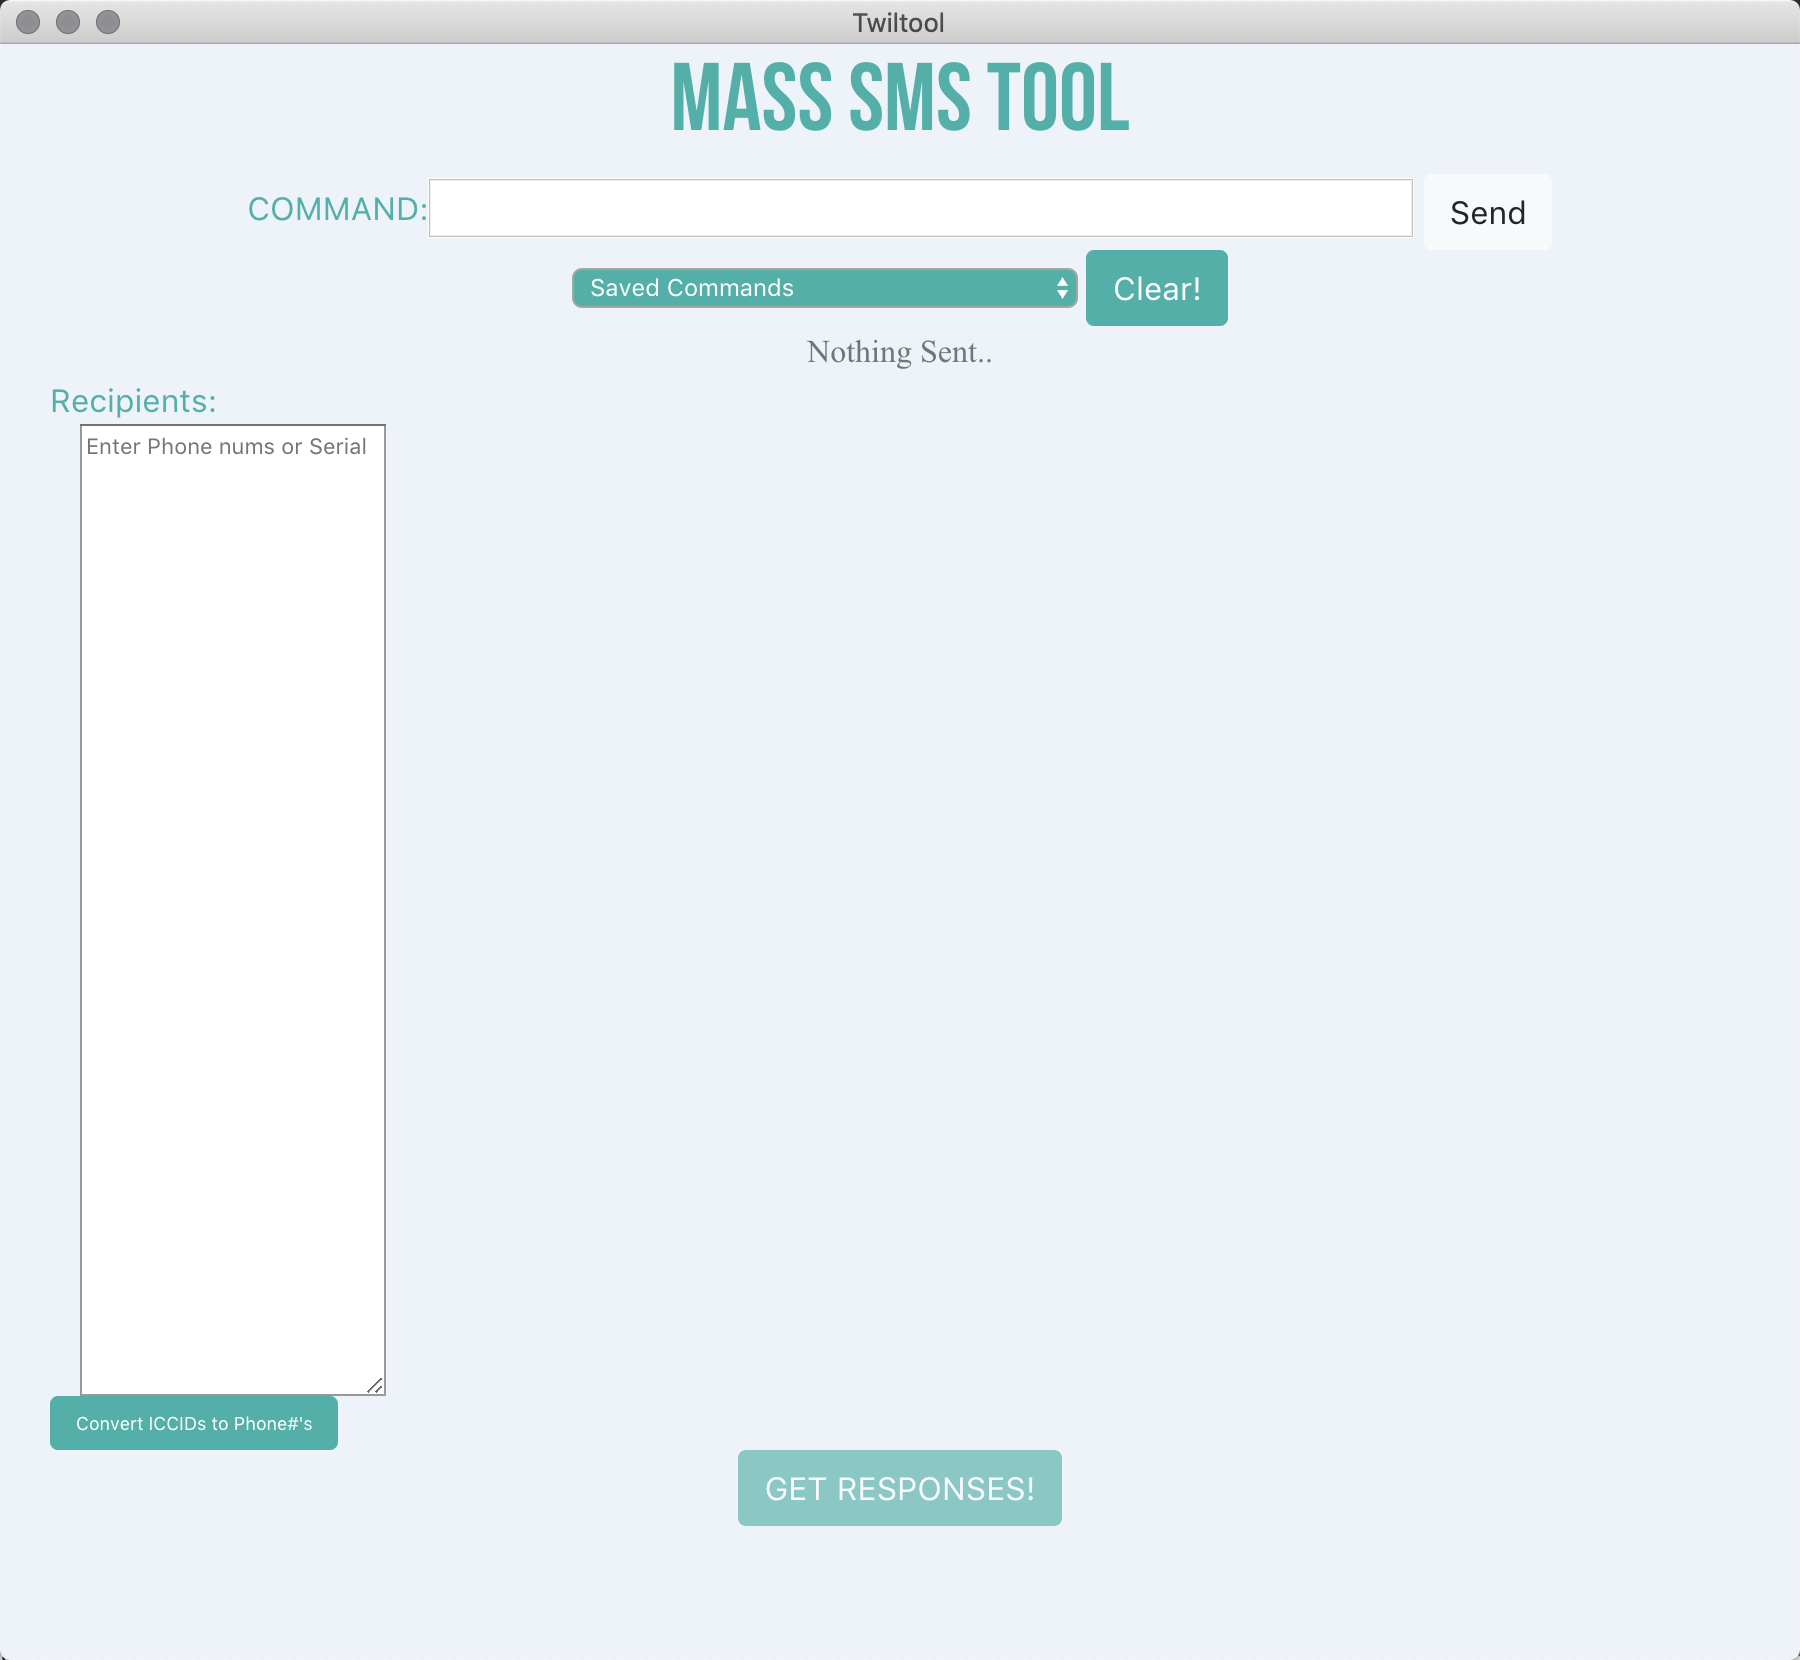 Twiltool
MASS SMS TOOL
COMMAND:
Send
Saved Commands
Clear!
Nothing Sent..
Recipients:
Enter Phone nums or Serial
Convert ICCIDs to Phone#'s
GET RESPONSES!